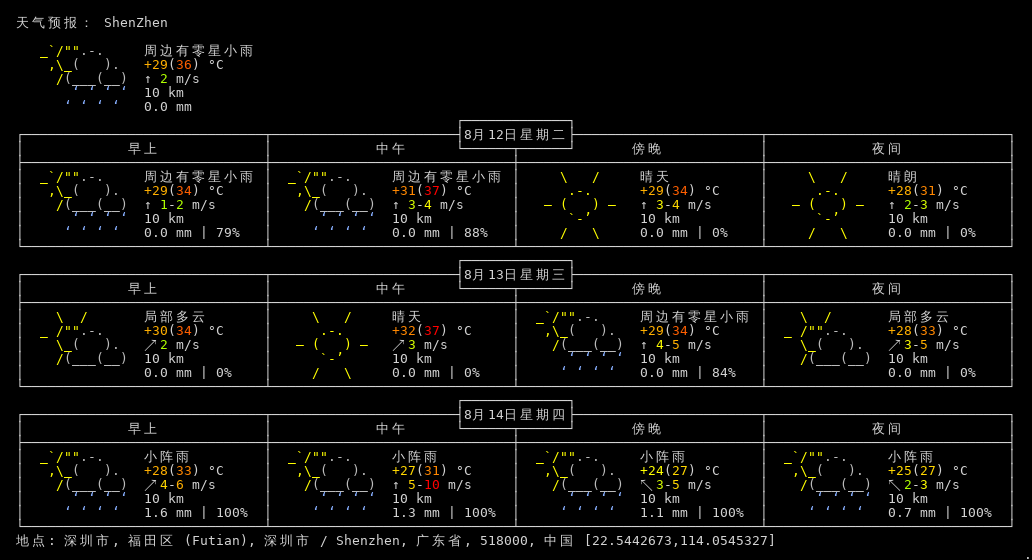 天气预报： ShenZhen
周边有零星小雨
+29(36) °C
↑ 2 m/s
10 km
0.0 mm
8月12日星期二
早上 中午 傍晚 夜间
周边有零星小雨 周边有零星小雨 晴天 晴朗
+29(34) °C +31(37) °C +29(34) °C +28(31) °C
↑ 1-2 m/s ↑ 3-4 m/s ↑ 3-4 m/s ↑ 2-3 m/s
10 km 10 km 10 km 10 km
0.0 mm | 79% 0.0 mm | 88% 0.0 mm | 0% 0.0 mm | 0%
8月13日星期三
早上 中午 傍晚 夜间
局部多云 晴天 周边有零星小雨 局部多云
+30(34) °C +32(37) °C +29(34) °C +28(33) °C
↗ 2 m/s ↗ 3 m/s ↑ 4-5 m/s ↗ 3-5 m/s
10 km 10 km 10 km 10 km
0.0 mm | 0% 0.0 mm | 0% 0.0 mm | 84% 0.0 mm | 0%
8月14日星期四
早上 中午 傍晚 夜间
小阵雨 小阵雨 小阵雨 小阵雨
+28(33) °C +27(31) °C +24(27) °C +25(27) °C
↗ 4-6 m/s ↑ 5-10 m/s ↖ 3-5 m/s ↖ 2-3 m/s
10 km 10 km 10 km 10 km
1.6 mm | 100% 1.3 mm | 100% 1.1 mm | 100% 0.7 mm | 100%
地点: 深圳市, 福田区 (Futian), 深圳市 / Shenzhen, 广东省, 518000, 中国 [22.5442673,114.0545327]